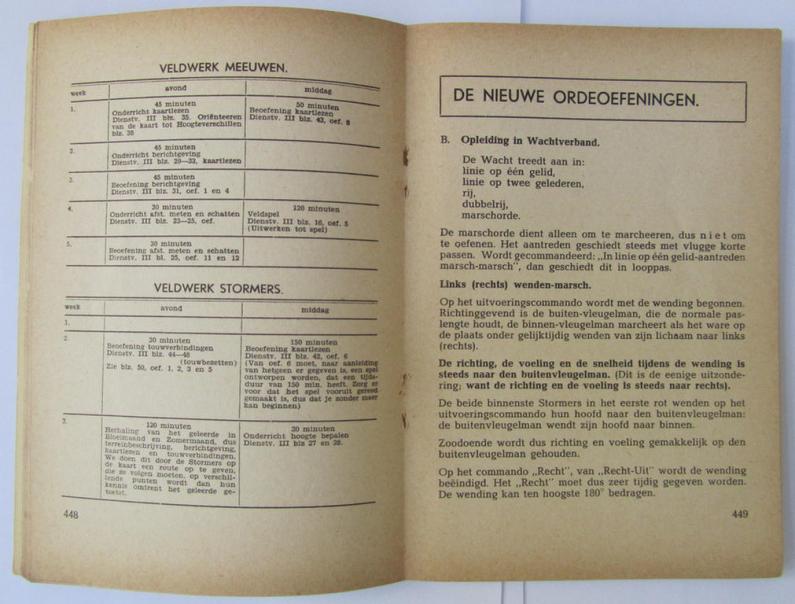 VELDWERK MEEUWEN.
week avond middag
1.
45 minuten
Onderricht kaartlezen
Dienstv. III blz. 35. Oriënteeren
van de kaart tot Hoogteverschillen
blz. 38
50 minuten
Beoefening kaartlezen
Dienstv. III blz. 43, oef. 8
2.
45 minuten
Onderricht berichtgeving
Dienstv. III blz. 29—33, kaartlezen
3.
45 minuten
Beoefening berichtgeving
Dienstv. III blz. 31, oef. 1 en 4
4.
30 minuten
Onderricht afst. meten en schatten
Dienstv. III blz. 23—25, oef.
120 minuten
Veldspel
Dienstv. III blz. 16, oef. 5
(Uitwerken tot spel)
5.
30 minuten
Beoefening afst. meten en schatten
Dienstv. III bl. 25, oef. 11 en 12
VELDWERK STORMERS.
week avond middag
1.
2.
30 minuten
Beoefening touwverbindingen
Dienstv. III blz. 44—48
(touwbezetten)
Zie blz. 50, oef. 1, 2, 3 en 5
150 minuten
Beoefening kaartlezen
Dienstv. III blz. 42, oef. 6
(Van oef. 6 moet, naar aanleiding
van hetgeen er gegeven is, een spel
ontworpen worden, dat een tijds-
duur van 150 min. heeft. Zorg er
voor dat het spel vooruit gereed
gemaakt is, dus dat je zonder meer
kan beginnen)
3.
120 minuten
Herhaling van het geleerde in
Bloeimaand en Zomermaand, dus
terreinbeschrijving, berichtgeving,
kaartlezen en touwverbindingen.
We doen dit door de Stormers op
de kaart een route op te geven,
die ze volgen moeten, op verschil-
lende punten wordt dan hun
kennis omtrent het geleerde ge-
toetst.
30 minuten
Onderricht hoogte bepalen
Dienstv. III blz 27 en 28.
448
DE NIEUWE ORDEOEFENINGEN.
B. Opleiding in Wachtverband.
De Wacht treedt aan in:
linie op één gelid,
linie op twee gelederen,
rij,
dubbelrij,
marschorde.
De marschorde dient alleen om te marcheeren, dus niet om
te oefenen. Het aantreden geschiedt steeds met vlugge korte
passen. Wordt gecommandeerd: „In linie op één gelid-aantreden
marsch-marsch", dan geschiedt dit in looppas.
Links (rechts) wenden-marsch.
Op het uitvoeringscommando wordt met de wending begonnen.
Richtinggevend is de buiten-vleugelman, die de normale pas-
lengte houdt, de binnen-vleugelman marcheert als het ware op
de plaats onder gelijktijdig wenden van zijn lichaam naar links
(rechts).
De richting, de voeling en de snelheid tijdens de wending is
steeds naar den buitenvleugelman. (Dit is de eenige uitzonde-
ring; want de richting en de voeling is steeds naar rechts).
De beide binnenste Stormers in het eerste rot wenden op het
uitvoeringscommando hun hoofd naar den buitenvleugelman:
de buitenvleugelman wendt zijn hoofd naar binnen.
Zoodoende wordt dus richting en voeling gemakkelijk op den
buitenvleugelman gehouden.
Op het commando „Recht", van „Recht-Uit" wordt de wending
beëindigd. Het „Recht" moet dus zeer tijdig gegeven worden.
De wending kan ten hoogste 180° bedragen.
449